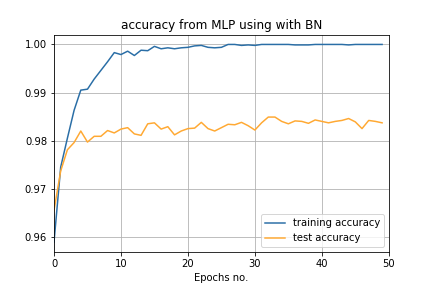 accuracy from MLP using with BN
1.00
0.99
0.98
0.97
0.96
training accuracy
test accuracy
0 10 20 30 40 50
Epochs no.